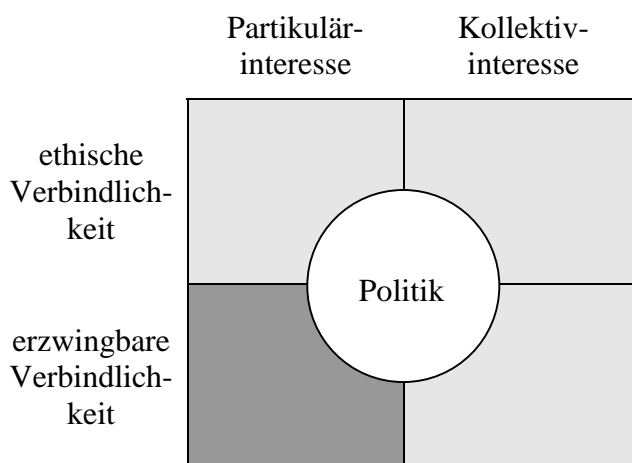 Partikulär-
interesse
Kollektiv-
interesse
ethische
Verbindlich-
keit
Politik
erzwingbare
Verbindlich-
keit